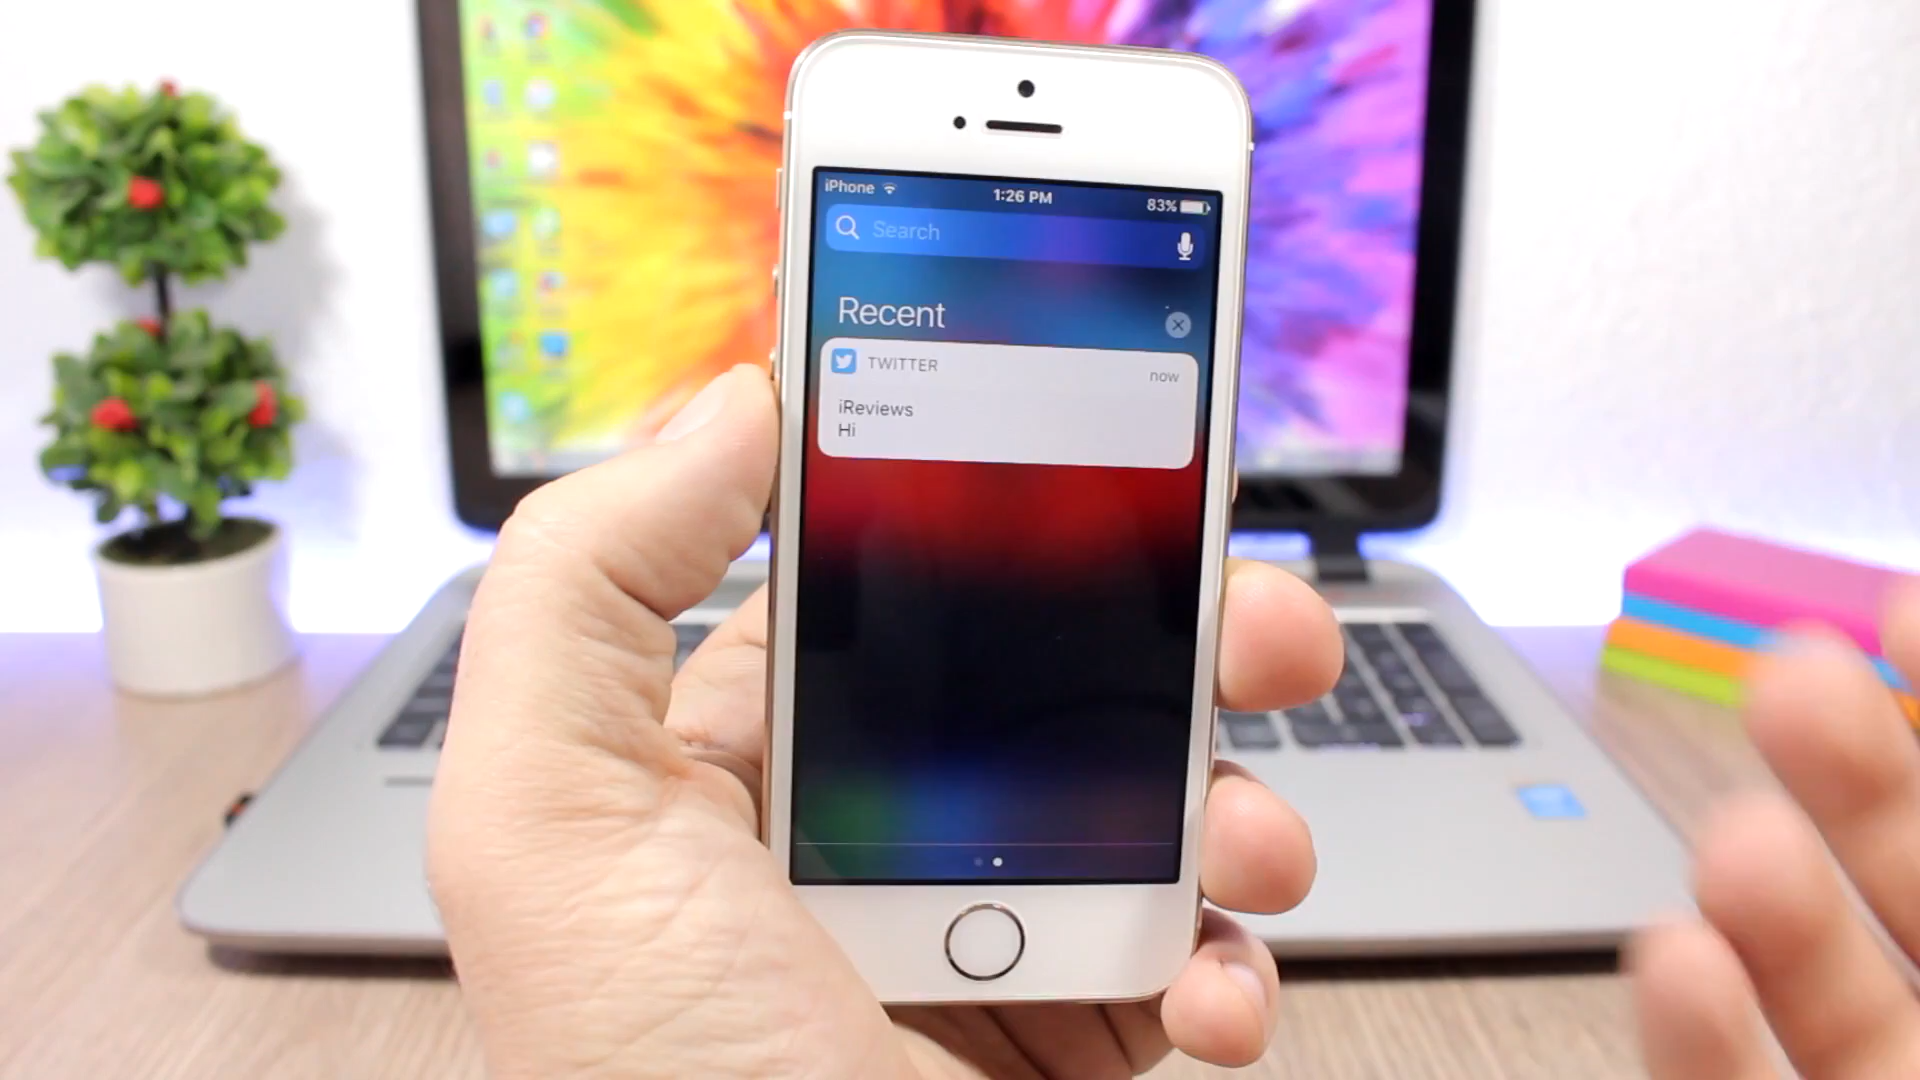 iPhone
1:26 PM
83%
Search
Recent
TWITTER
now
iReviews
Hi